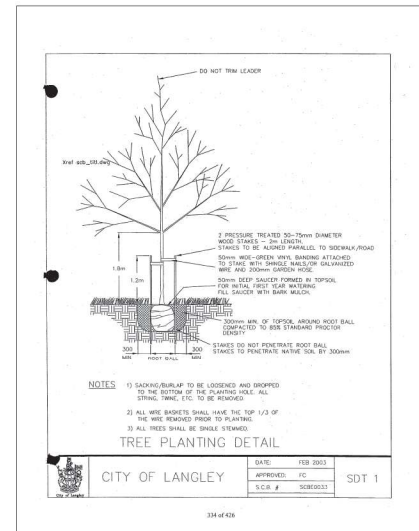 DO NOT TRIM LEADER
Xref adb_titl.dwg
2 PRESSURE TREATED 50-75mm DIAMETER
WOOD STAKES - 2m LENGTH.
STAKES TO BE ALIGNED PARALLEL TO SIDEWALK/ROAD
50mm WIDE-GREEN VINYL BANDING ATTACHED
TO STAKE WITH SHINGLE NAILS/OR GALVANIZED
WIRE AND 200mm GARDEN HOSE.
50mm DEEP SAUCER FORMED IN TOPSOIL
FOR INITIAL FIRST YEAR WATERING
FILL SAUCER WITH BARK MULCH.
1.8m
1.2m
300mm MIN. OF TOPSOIL AROUND ROOT BALL
COMPACTED TO 85% STANDARD PROCTOR
DENSITY
STAKES DO NOT PENETRATE ROOT BALL
STAKES TO PENETRATE NATIVE SOIL BY 300mm
300 300
MIN ROOT BALL MIN
NOTES 1) SACKING/BURLAP TO BE LOOSENED AND DROPPED
TO THE BOTTOM OF THE PLANTING HOLE. ALL
STRING, TWINE, ETC. TO BE REMOVED.
2) ALL WIRE BASKETS SHALL HAVE THE TOP 1/3 OF
THE WIRE REMOVED PRIOR TO PLANTING.
3) ALL TREES SHALL BE SINGLE STEMMED.
TREE PLANTING DETAIL
City of Langley
CITY OF LANGLEY
DATE: FEB 2003
APPROVED: FC
S.C.B. # SCBE0033
SDT 1
334 of 426